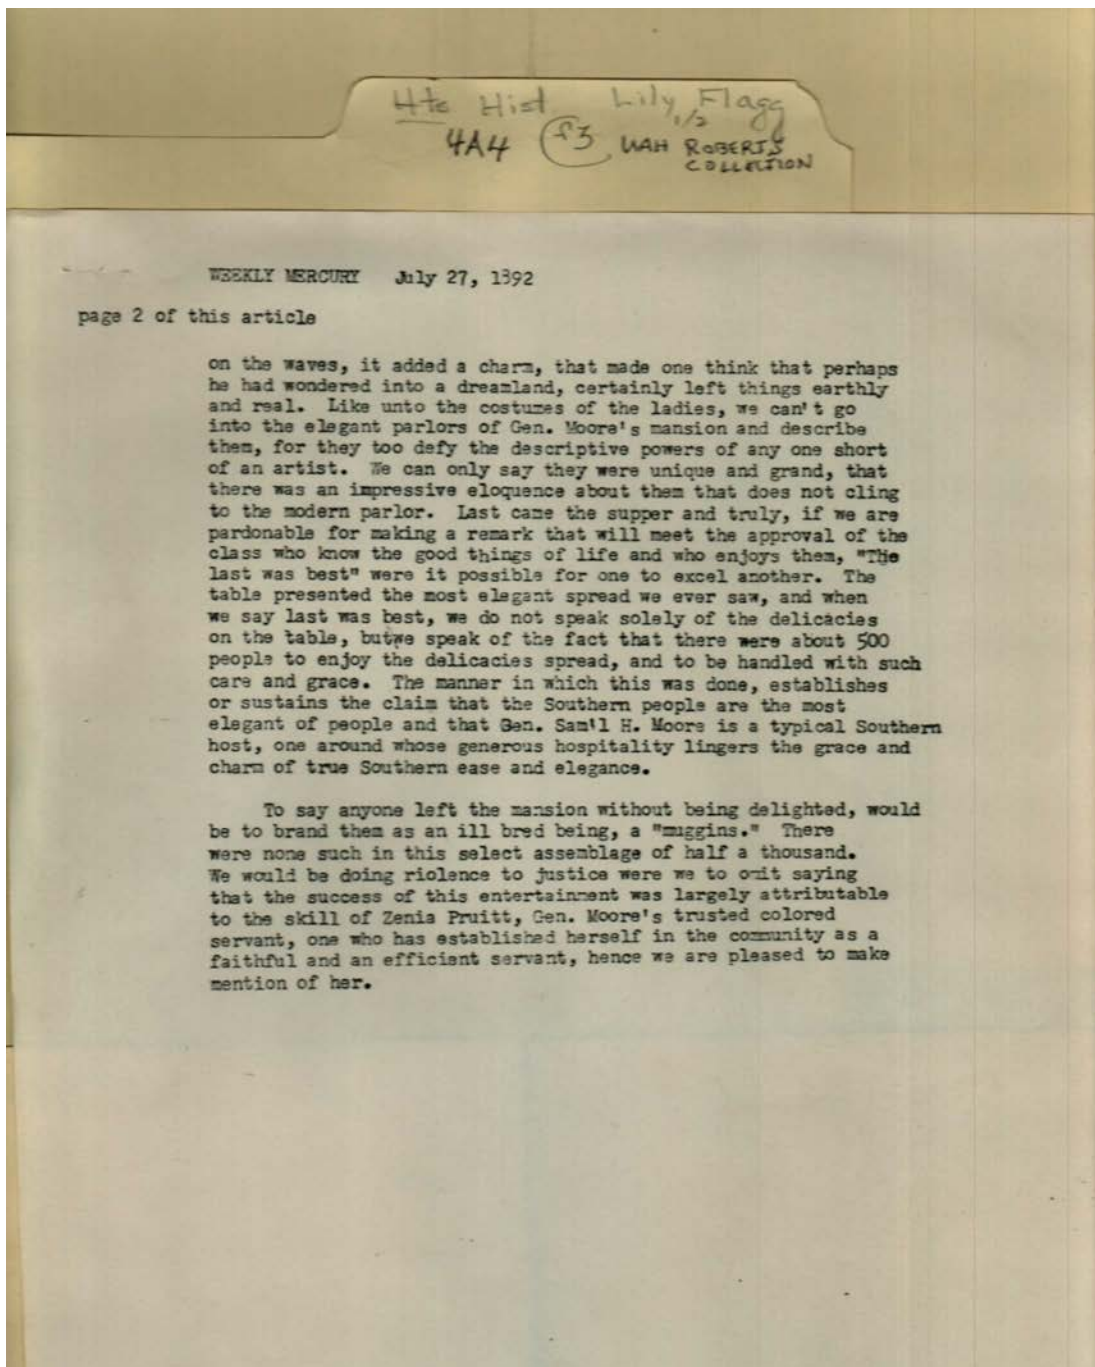 Hts Hist Lily Flagg
1/2
4A4 f3 UAH ROBERTS
COLLECTION
WEEKLY MERCURY July 27, 1892
page 2 of this article
on the waves, it added a charm, that made one think that perhaps
he had wondered into a dreamland, certainly left things earthly
and real. Like unto the costumes of the ladies, we can't go
into the elegant parlors of Gen. Moore's mansion and describe
them, for they too defy the descriptive powers of any one short
of an artist. We can only say they were unique and grand, that
there was an impressive eloquence about them that does not cling
to the modern parlor. Last came the supper and truly, if we are
pardonable for making a remark that will meet the approval of the
class who know the good things of life and who enjoys them, "The
last was best" were it possible for one to excel another. The
table presented the most elegant spread we ever saw, and when
we say last was best, we do not speak solely of the delicacies
on the table, butwe speak of the fact that there were about 500
people to enjoy the delicacies spread, and to be handled with such
care and grace. The manner in which this was done, establishes
or sustains the claim that the Southern people are the most
elegant of people and that Gen. Sam'l H. Moore is a typical Southern
host, one around whose generous hospitality lingers the grace and
charm of true Southern ease and elegance.
To say anyone left the mansion without being delighted, would
be to brand them as an ill bred being, a "muggins." There
were none such in this select assemblage of half a thousand.
We would be doing riolence to justice were we to omit saying
that the success of this entertainment was largely attributable
to the skill of Zenia Pruitt, Gen. Moore's trusted colored
servant, one who has established herself in the community as a
faithful and an efficient servant, hence we are pleased to make
mention of her.